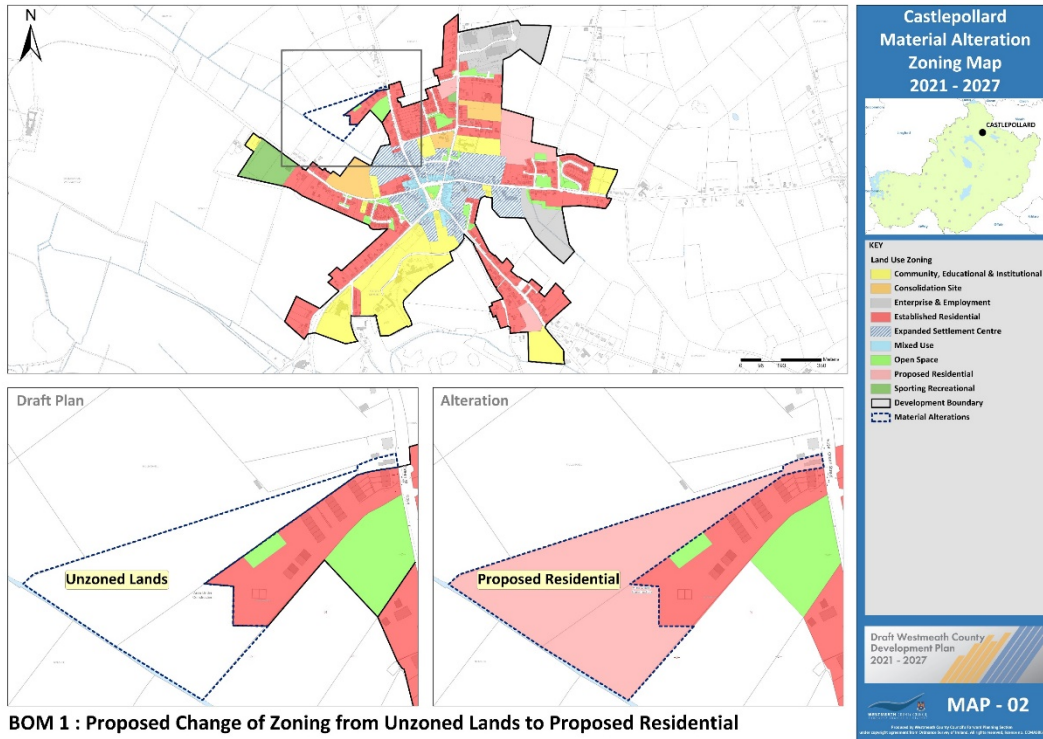 Castlepollard
Material Alteration
Zoning Map
2021 - 2027
N
CASTLEPOLLARD
KEY
Land Use Zoning
Community, Educational & Institutional
Consolidation Site
Enterprise & Employment
Established Residential
Expanded Settlement Centre
Mixed Use
Open Space
Proposed Residential
Sporting Recreational
Development Boundary
Material Alterations
Draft Plan
Unzoned Lands
Alteration
Proposed Residential
Draft Westmeath County
Development Plan
2021 - 2027
MAP - 02
BOM 1 : Proposed Change of Zoning from Unzoned Lands to Proposed Residential